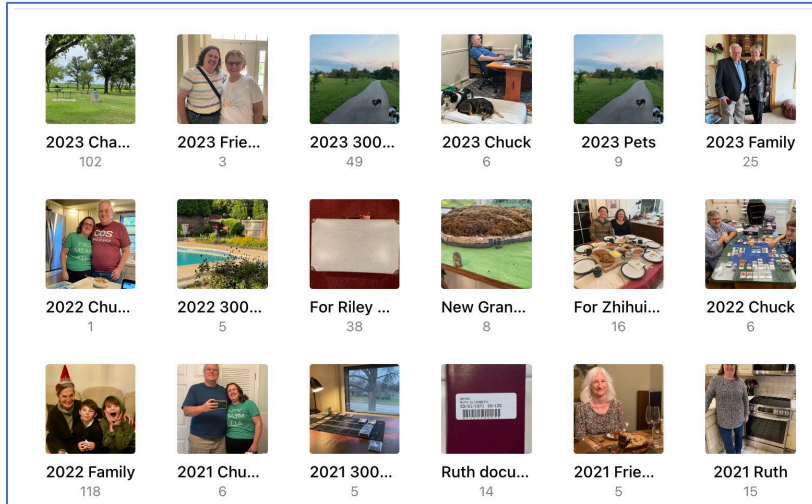 2023 Cha...
102
2023 Frie...
3
2023 300...
49
2023 Chuck
6
2023 Pets
9
2023 Family
25
2022 Chu...
1
2022 300...
5
For Riley ...
38
New Gran...
8
For Zhihui...
16
2022 Chuck
6
COS
2022 Family
118
2021 Chu...
6
2021 300...
5
Ruth docu...
14
2021 Frie...
5
2021 Ruth
15